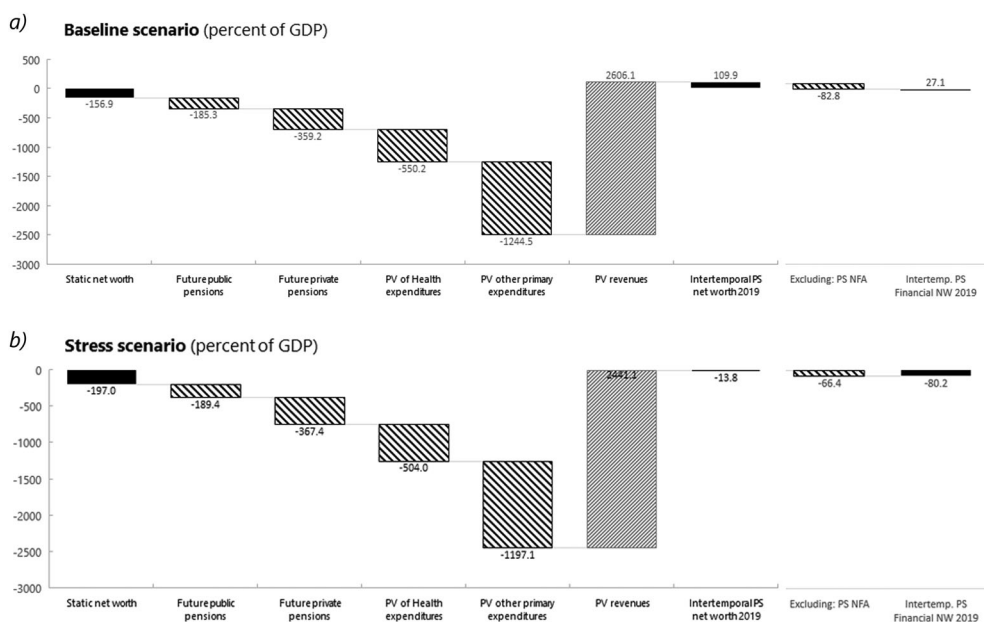 a)
Baseline scenario (percent of GDP)
500
0
-500
-1000
-1500
-2000
-2500
-3000
-156.9
-185.3
-359.2
-550.2
-1244.5
2606.1
109.9
-82.8
27.1
Static net worth
Future public
pensions
Future private
pensions
PV of Health
expenditures
PV other primary
expenditures
PV revenues
Intertemporal PS
net worth 2019
Excluding: PS NFA
Intertemp. PS
Financial NW 2019
b)
Stress scenario (percent of GDP)
0
-500
-1000
-1500
-2000
-2500
-3000
-197.0
-189.4
-367.4
-504.0
-1197.1
2441.1
-13.8
-66.4
-80.2
Static net worth
Future public
pensions
Future private
pensions
PV of Health
expenditures
PV other primary
expenditures
PV revenues
Intertemporal PS
net worth 2019
Excluding: PS NFA
Intertemp. PS
Financial NW 2019